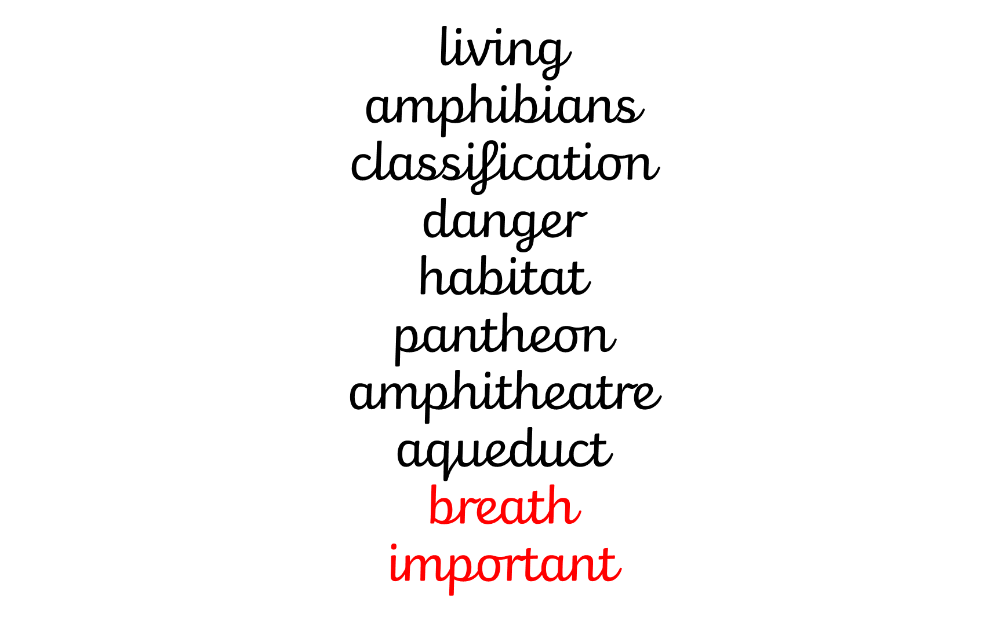 living
amphibians
classification
danger
habitat
pantheon
amphitheatre
aqueduct
breath
important